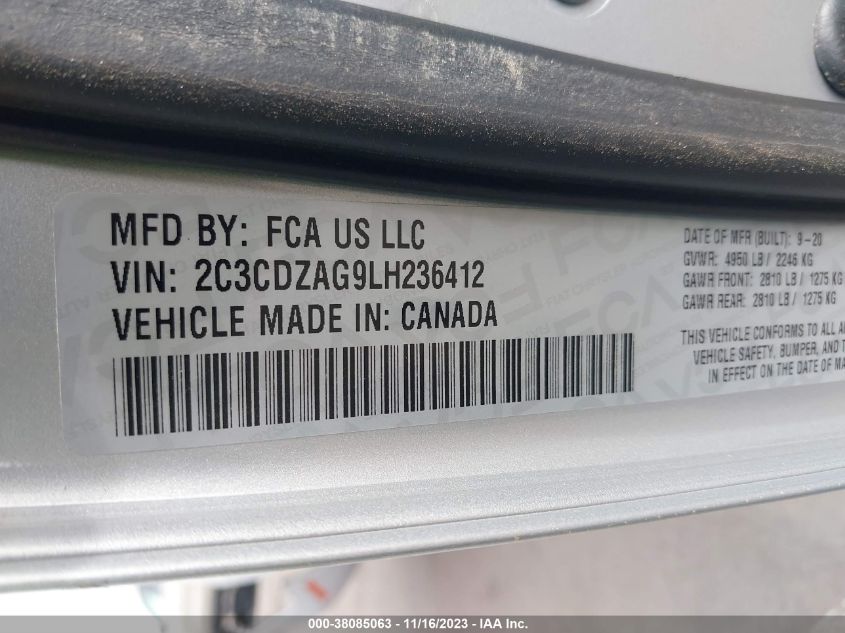 MFD BY: FCA US LLC
VIN: 2C3CDZAG9LH236412
VEHICLE MADE IN: CANADA
DATE OF MFR (BUILT): 9-20
GVWR: 4950 LB / 2246 KG
GAWR FRONT: 2810 LB / 1275 KG
GAWR REAR: 2810 LB / 1275 KG
THIS VEHICLE CONFORMS TO ALL
VEHICLE SAFETY, BUMPER, AND
IN EFFECT ON THE DATE OF
000-38085063 - 11/16/2023 - IAA Inc.